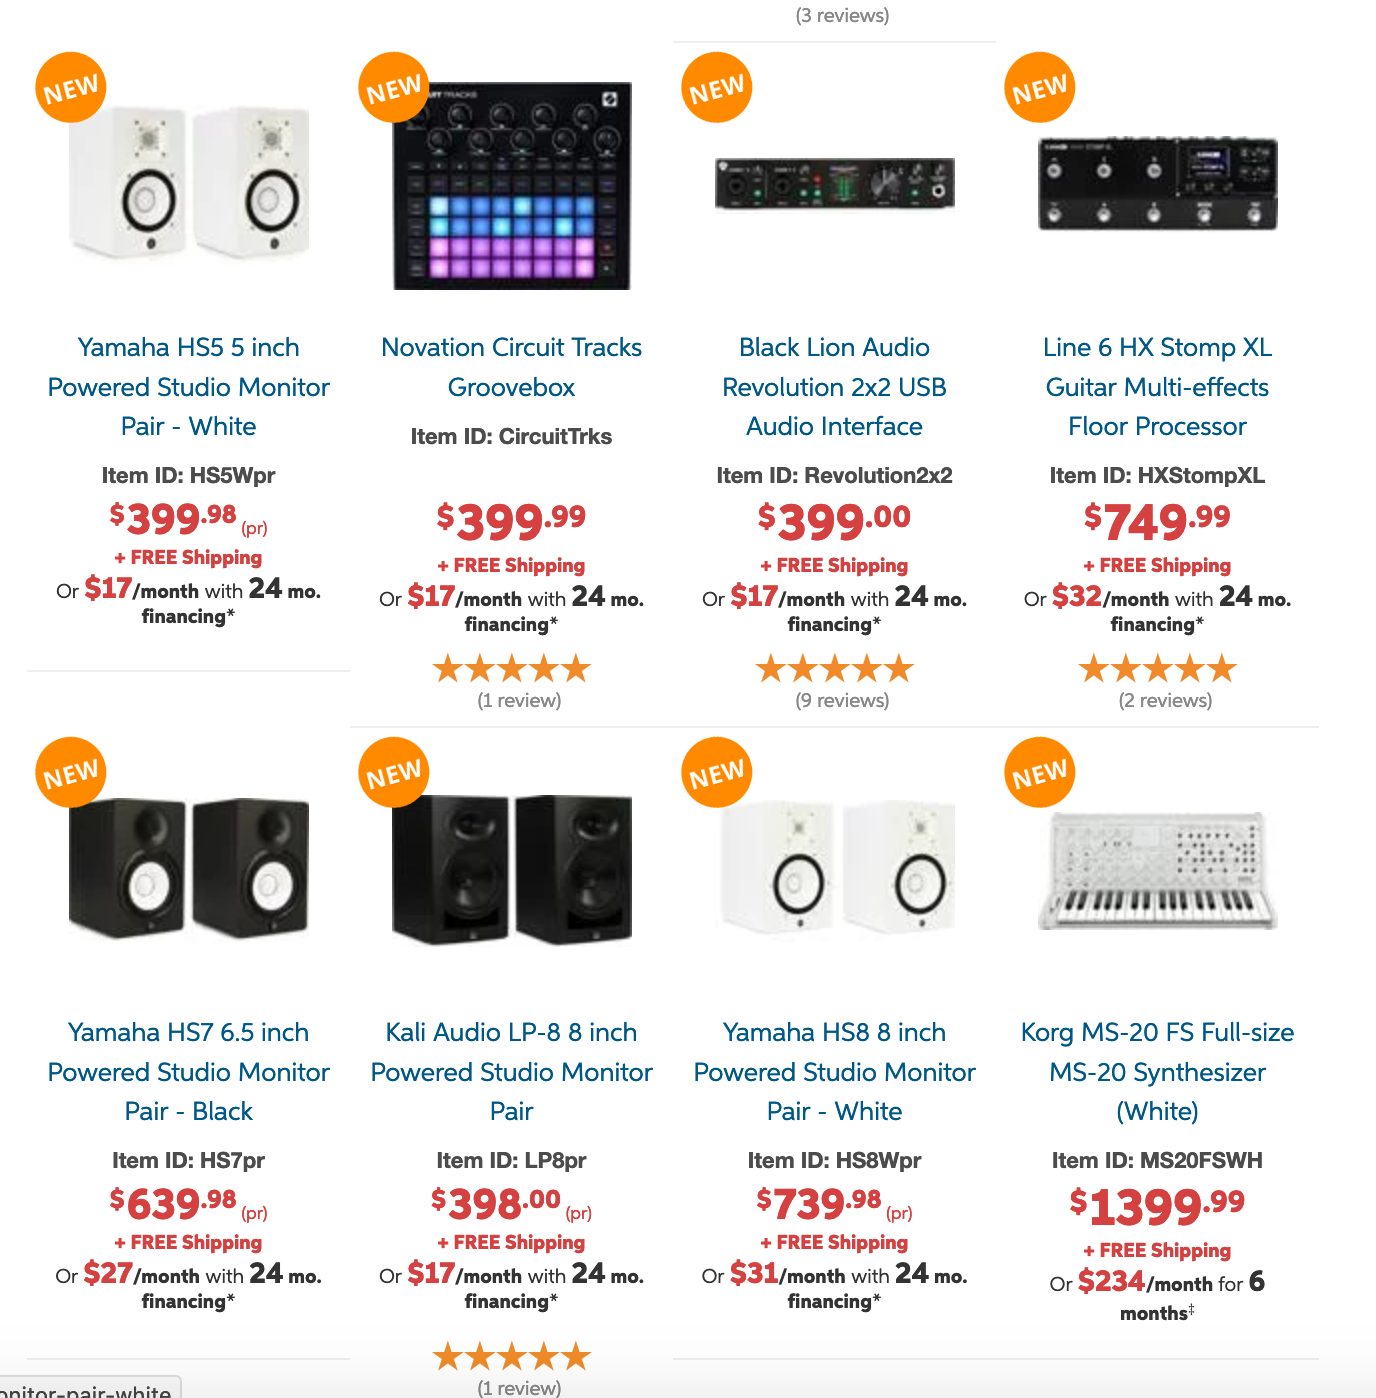 (3 reviews)
NEW
NEW
NEW
NEW
Yamaha HS5 5 inch
Powered Studio Monitor
Pair - White
Item ID: HS5Wpr
$399.98 (pr)
+ FREE Shipping
Or $17/month with 24 mo.
financing*
Novation Circuit Tracks
Groovebox
Item ID: CircuitTrks
$399.99
+ FREE Shipping
Or $17/month with 24 mo.
financing*
(1 review)
Black Lion Audio
Revolution 2x2 USB
Audio Interface
Item ID: Revolution2x2
$399.00
+ FREE Shipping
Or $17/month with 24 mo.
financing*
(9 reviews)
Line 6 HX Stomp XL
Guitar Multi-effects
Floor Processor
Item ID: HXStompXL
$749.99
+ FREE Shipping
Or $32/month with 24 mo.
financing*
(2 reviews)
NEW
NEW
NEW
NEW
Yamaha HS7 6.5 inch
Powered Studio Monitor
Pair - Black
Item ID: HS7pr
$639.98 (pr)
+ FREE Shipping
Or $27/month with 24 mo.
financing*
Kali Audio LP-8 8 inch
Powered Studio Monitor
Pair
Item ID: LP8pr
$398.00 (pr)
+ FREE Shipping
Or $17/month with 24 mo.
financing*
(1 review)
Yamaha HS8 8 inch
Powered Studio Monitor
Pair - White
Item ID: HS8Wpr
$739.98 (pr)
+ FREE Shipping
Or $31/month with 24 mo.
financing*
Korg MS-20 FS Full-size
MS-20 Synthesizer
(White)
Item ID: MS20FSWH
$1399.99
+ FREE Shipping
Or $234/month for 6
months‡
onitor-pair-white